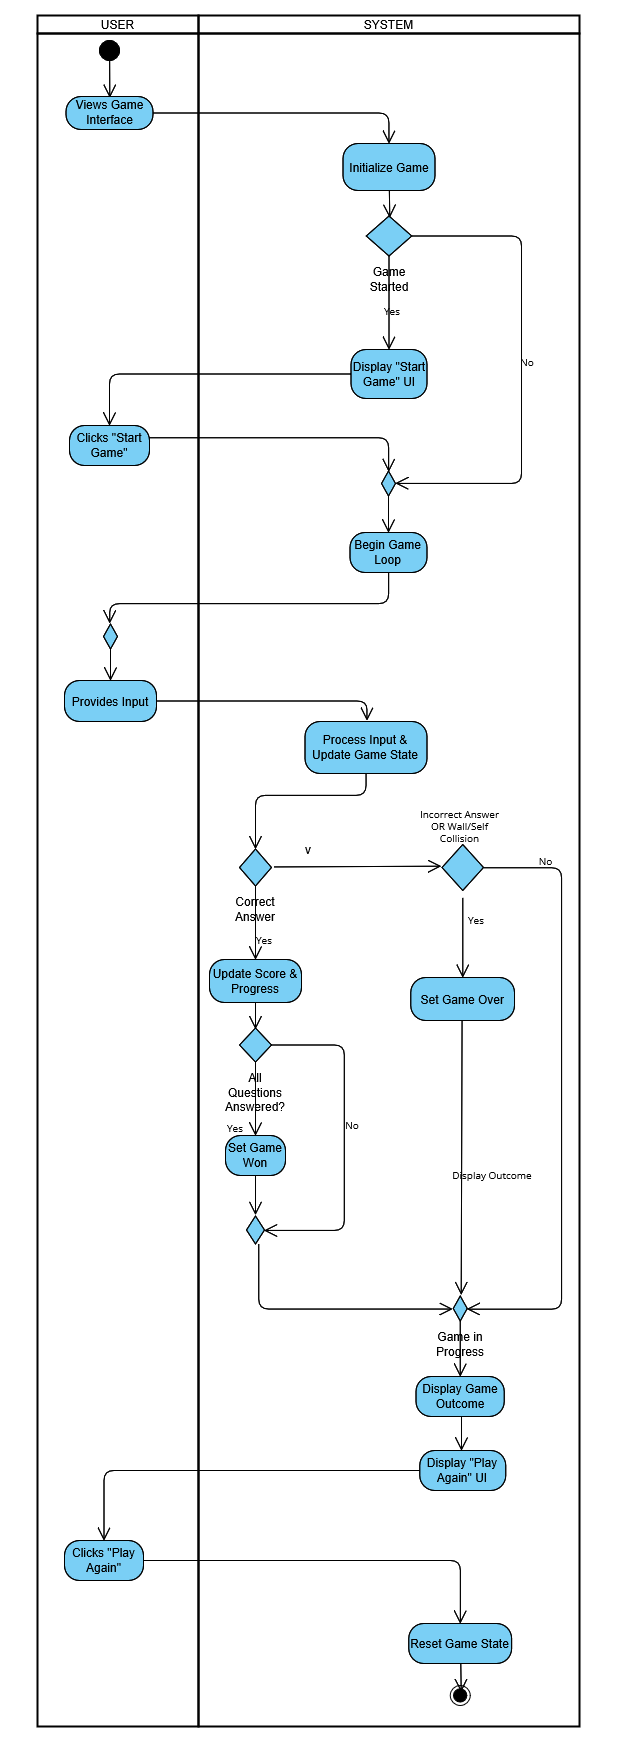 USER
SYSTEM
Views Game
Interface
Initialize Game
Game
Started
Yes
No
Display "Start
Game" UI
Clicks "Start
Game"
Begin Game
Loop
Provides Input
Process Input &
Update Game State
Incorrect Answer
OR Wall/Self
Collision
v
No
Correct
Answer
Yes
Yes
Update Score &
Progress
Set Game Over
All
Questions
Answered?
Yes
No
Set Game
Won
Display Outcome
Game in
Progress
Display Game
Outcome
Display "Play
Again" UI
Clicks "Play
Again"
Reset Game State